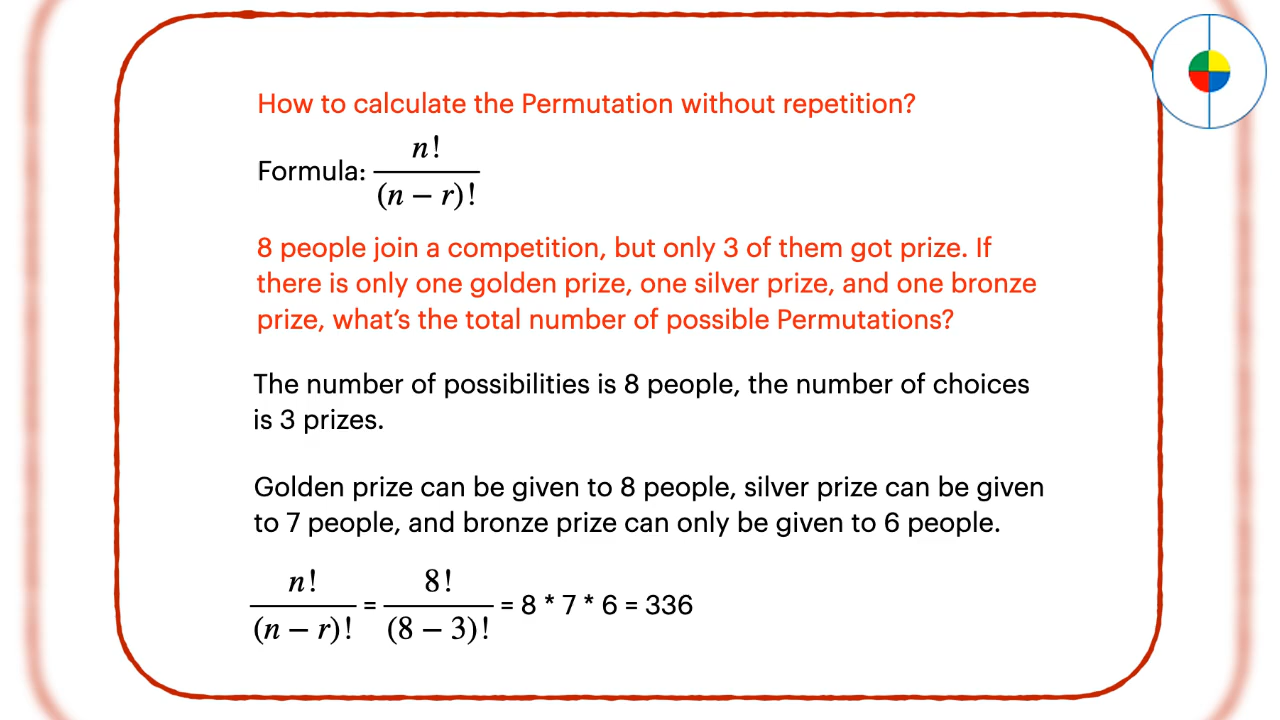 How to calculate the Permutation without repetition?
Formula: n! / (n − r)!
8 people join a competition, but only 3 of them got prize. If
there is only one golden prize, one silver prize, and one bronze
prize, what’s the total number of possible Permutations?
The number of possibilities is 8 people, the number of choices
is 3 prizes.
Golden prize can be given to 8 people, silver prize can be given
to 7 people, and bronze prize can only be given to 6 people.
n! / (n − r)! = 8! / (8 − 3)! = 8 * 7 * 6 = 336